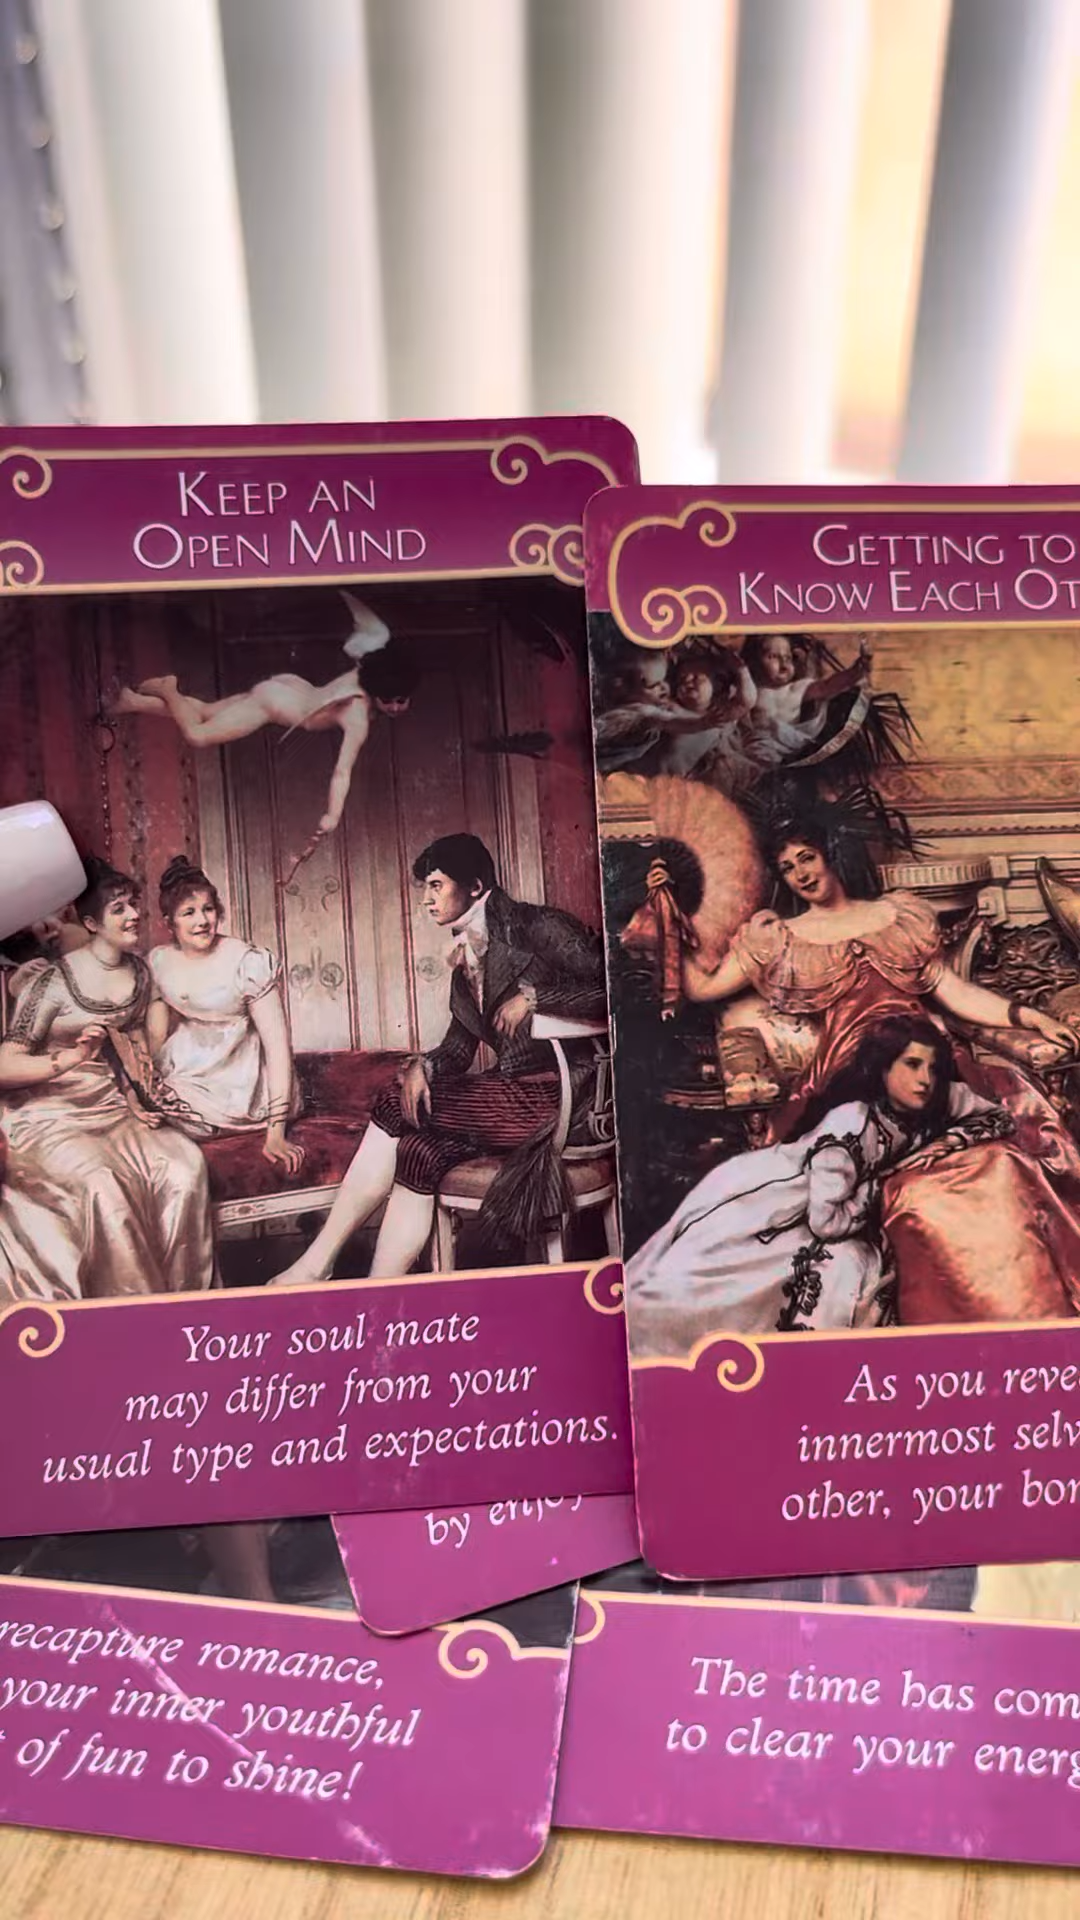 KEEP AN
OPEN MIND
Your soul mate
may differ from your
usual type and expectations.
GETTING TO
KNOW EACH
As you
innermost
other, your
by enjoy
recapture romance,
your inner youthful
of fun to shine!
The time has
to clear your